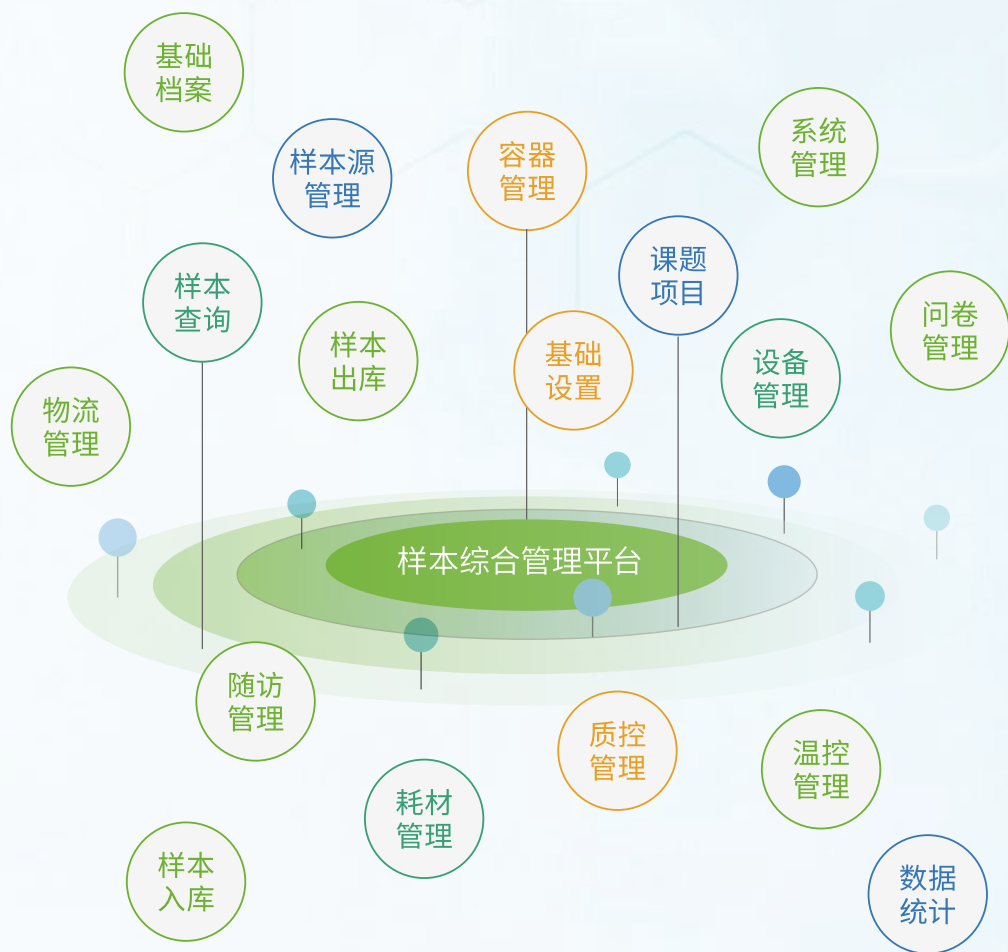 基础
档案
样本源
管理
容器
管理
系统
管理
课题
项目
样本
查询
样本
出库
基础
设置
设备
管理
问卷
管理
物流
管理
样本综合管理平台
随访
管理
质控
管理
温控
管理
耗材
管理
样本
入库
数据
统计